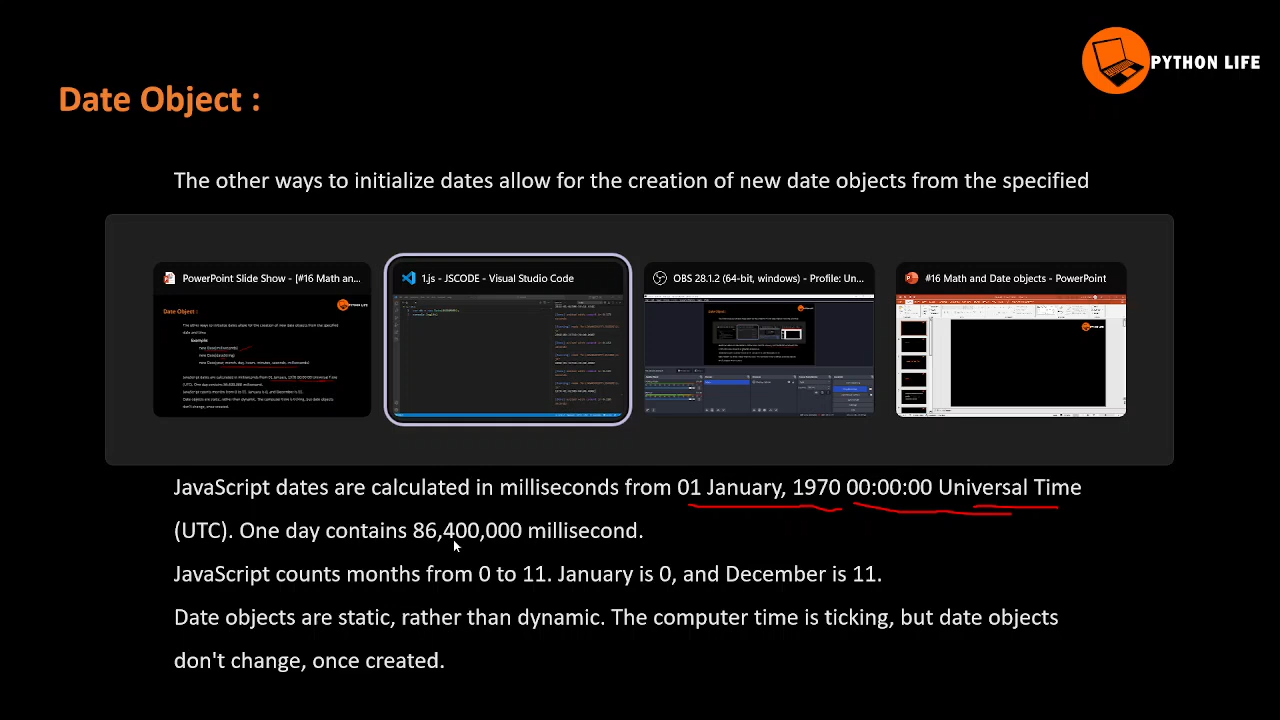 PYTHON LIFE
Date Object :
The other ways to initialize dates allow for the creation of new date objects from the specified
PowerPoint Slide Show - [#16 Math an...
1.js - JSCODE - Visual Studio Code
OBS 28.1.2 (64-bit, windows) - Profile: Un...
#16 Math and Date objects - PowerPoint
JavaScript dates are calculated in milliseconds from 01 January, 1970 00:00:00 Universal Time
(UTC). One day contains 86,400,000 millisecond.
JavaScript counts months from 0 to 11. January is 0, and December is 11.
Date objects are static, rather than dynamic. The computer time is ticking, but date objects
don't change, once created.